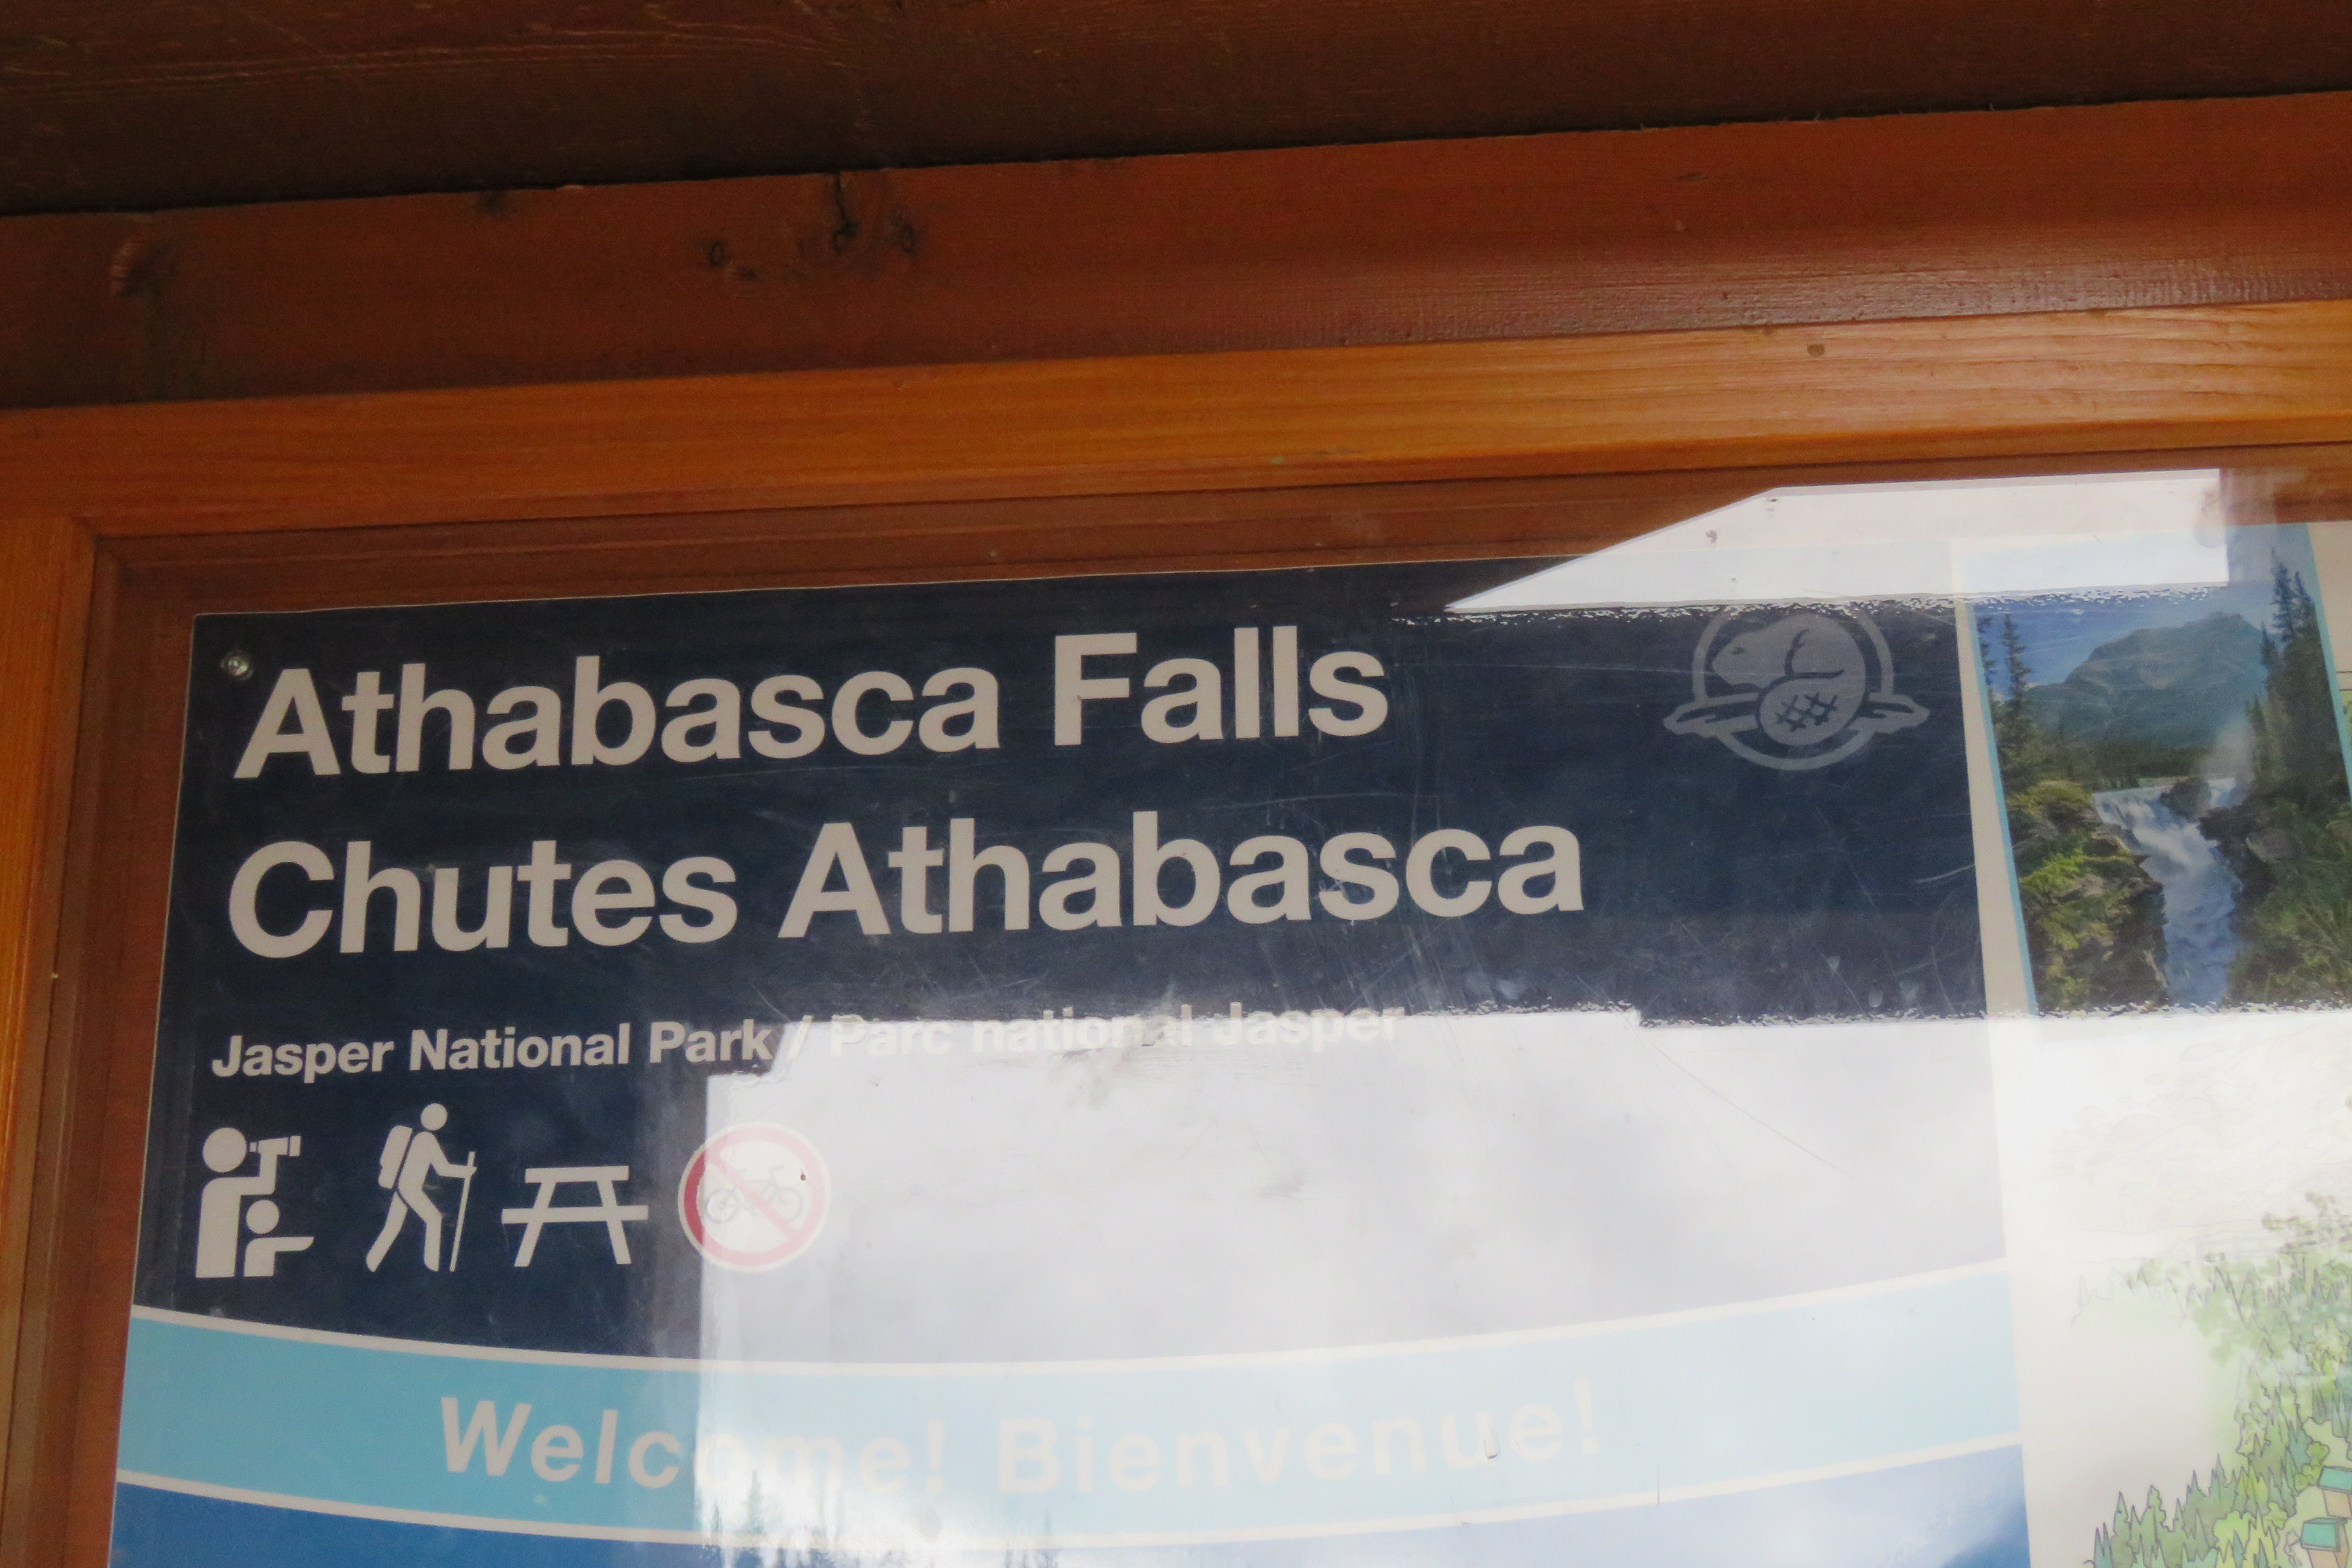 Athabasca Falls
Chutes Athabasca
Jasper National Park / Parc national Jasper
Welcome! Bienvenue!